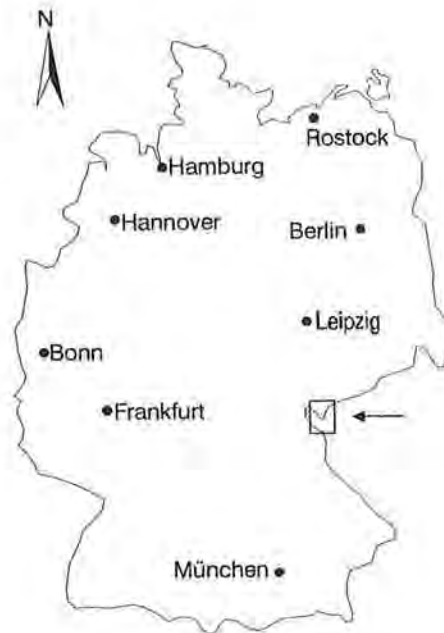 N
Rostock
Hamburg
Hannover
Berlin
Leipzig
Bonn
Frankfurt
München